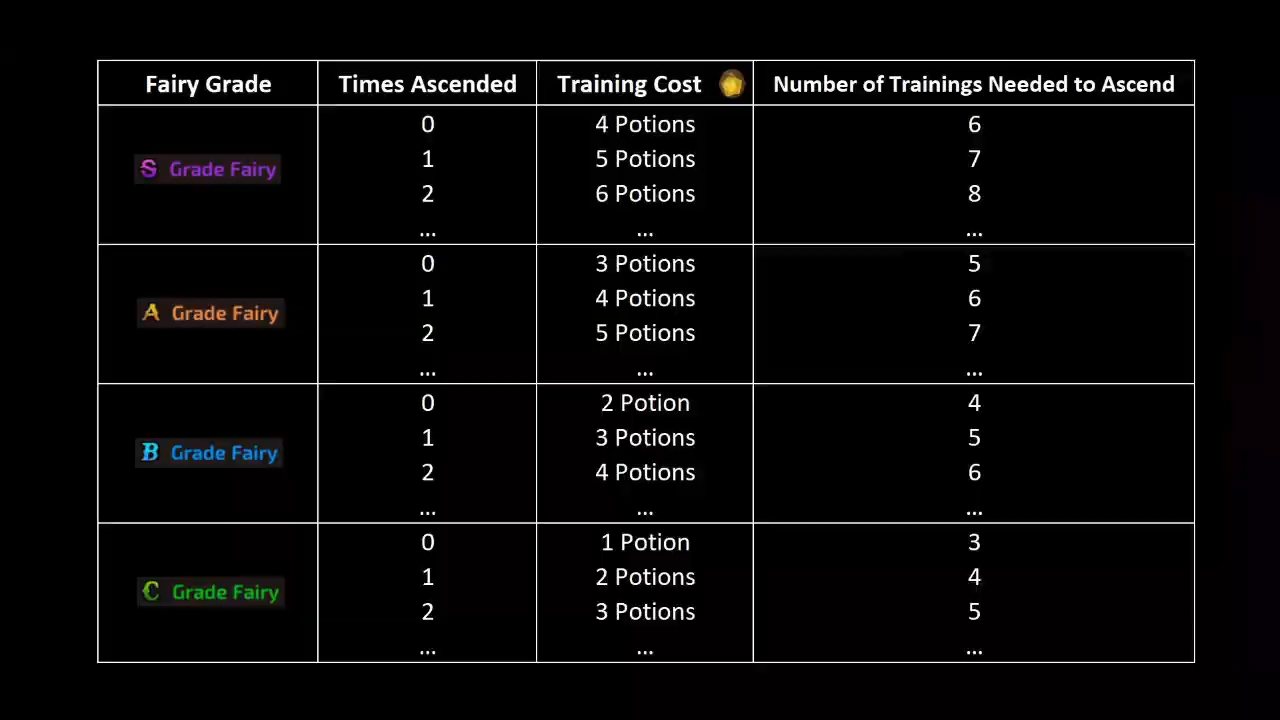 Fairy Grade Times Ascended Training Cost Number of Trainings Needed to Ascend
S Grade Fairy
0 4 Potions 6
1 5 Potions 7
2 6 Potions 8
... ... ...
A Grade Fairy
0 3 Potions 5
1 4 Potions 6
2 5 Potions 7
... ... ...
B Grade Fairy
0 2 Potion 4
1 3 Potions 5
2 4 Potions 6
... ... ...
C Grade Fairy
0 1 Potion 3
1 2 Potions 4
2 3 Potions 5
... ... ...